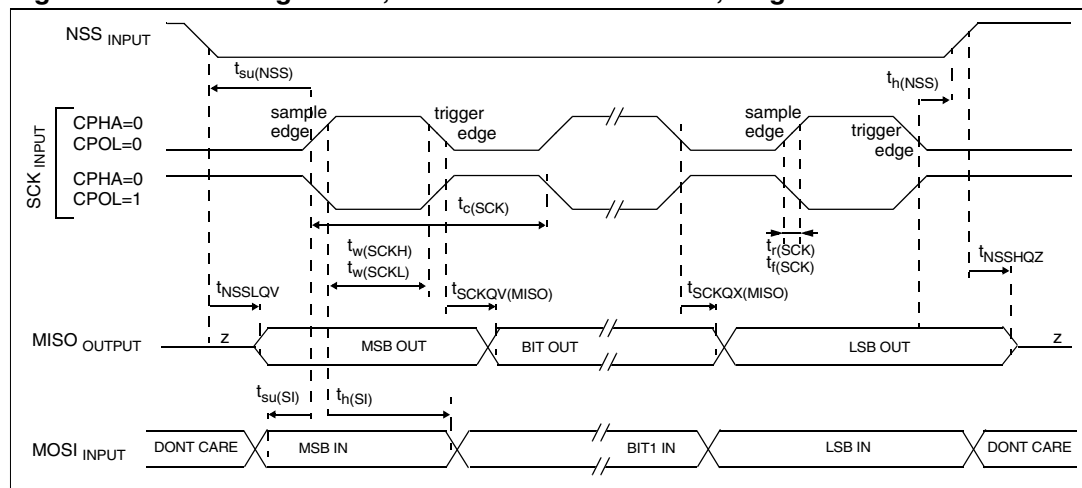 NSS INPUT
tsu(NSS)
th(NSS)
SCK INPUT
CPHA=0
CPOL=0
sample
edge
trigger
edge
sample
edge
trigger
edge
CPHA=0
CPOL=1
tc(SCK)
tw(SCKH)
tw(SCKL)
tr(SCK)
tf(SCK)
tNSSLQV
tSCKQV(MISO)
tSCKQX(MISO)
tNSSHQZ
MISO OUTPUT
z
MSB OUT
BIT OUT
LSB OUT
z
tsu(SI)
th(SI)
MOSI INPUT
DONT CARE
MSB IN
BIT1 IN
LSB IN
DONT CARE